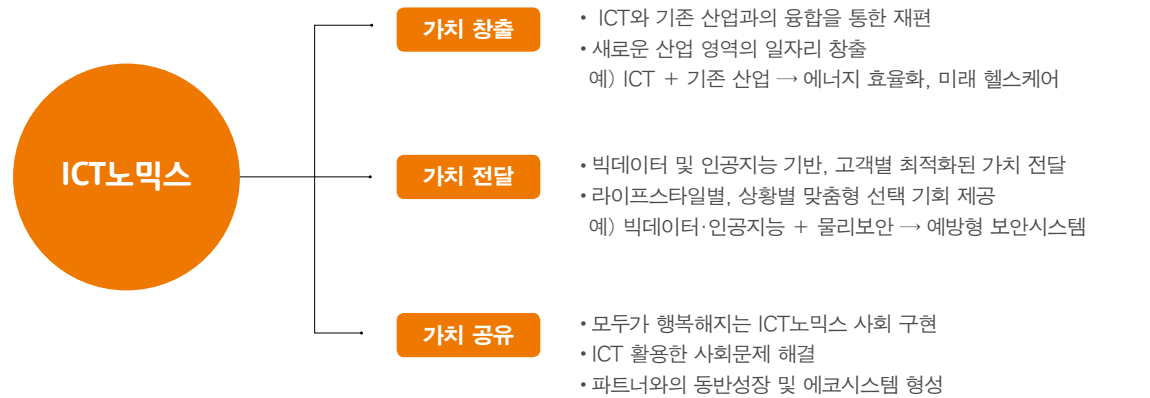 ICT노믹스
가치 창출
• ICT와 기존 산업과의 융합을 통한 재편
• 새로운 산업 영역의 일자리 창출
예) ICT + 기존 산업 → 에너지 효율화, 미래 헬스케어
가치 전달
• 빅데이터 및 인공지능 기반, 고객별 최적화된 가치 전달
• 라이프스타일별, 상황별 맞춤형 선택 기회 제공
예) 빅데이터·인공지능 + 물리보안 → 예방형 보안시스템
가치 공유
• 모두가 행복해지는 ICT노믹스 사회 구현
• ICT 활용한 사회문제 해결
• 파트너와의 동반성장 및 에코시스템 형성